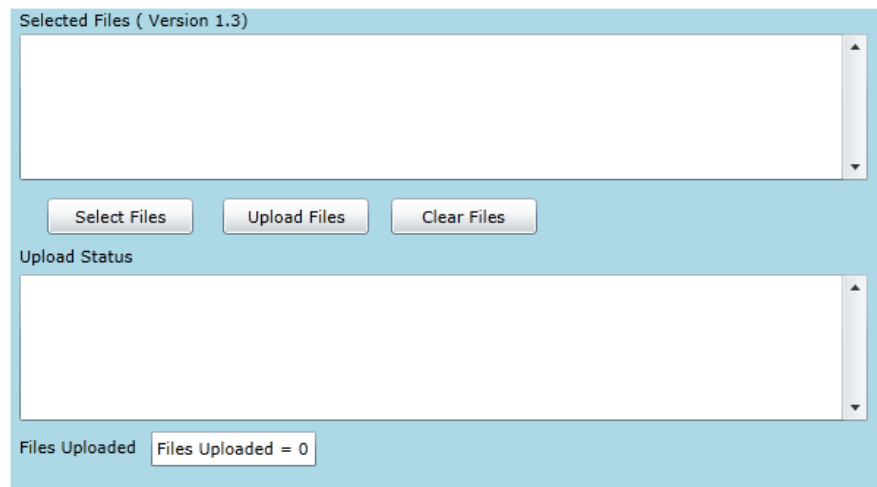 Selected Files ( Version 1.3)
Select Files Upload Files Clear Files
Upload Status
Files Uploaded Files Uploaded = 0